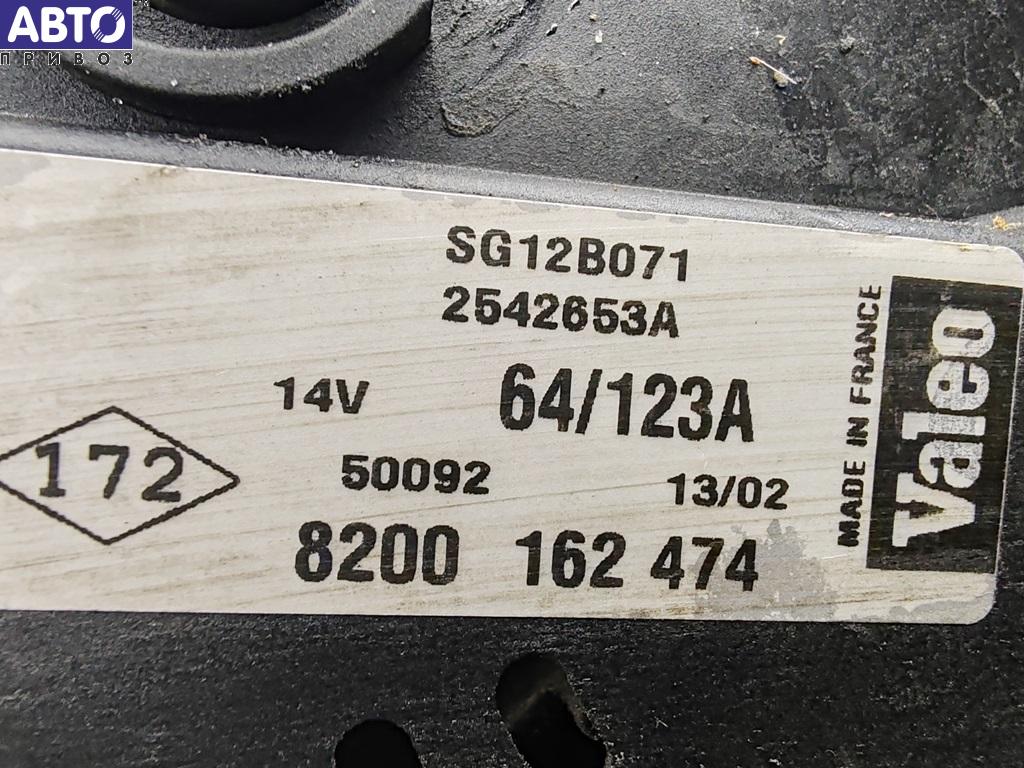 АВТО
ПРИВОЗ
SG12B071
2542653A
14V 64/123A
172
50092 13/02
8200 162 474
MADE IN FRANCE
Valeo